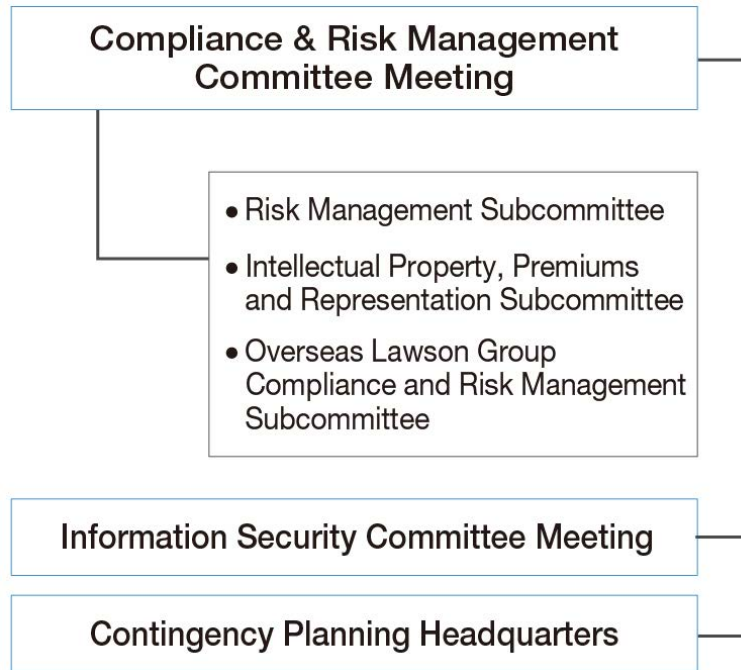 Compliance & Risk Management
Committee Meeting
• Risk Management Subcommittee
• Intellectual Property, Premiums
and Representation Subcommittee
• Overseas Lawson Group
Compliance and Risk Management
Subcommittee
Information Security Committee Meeting
Contingency Planning Headquarters